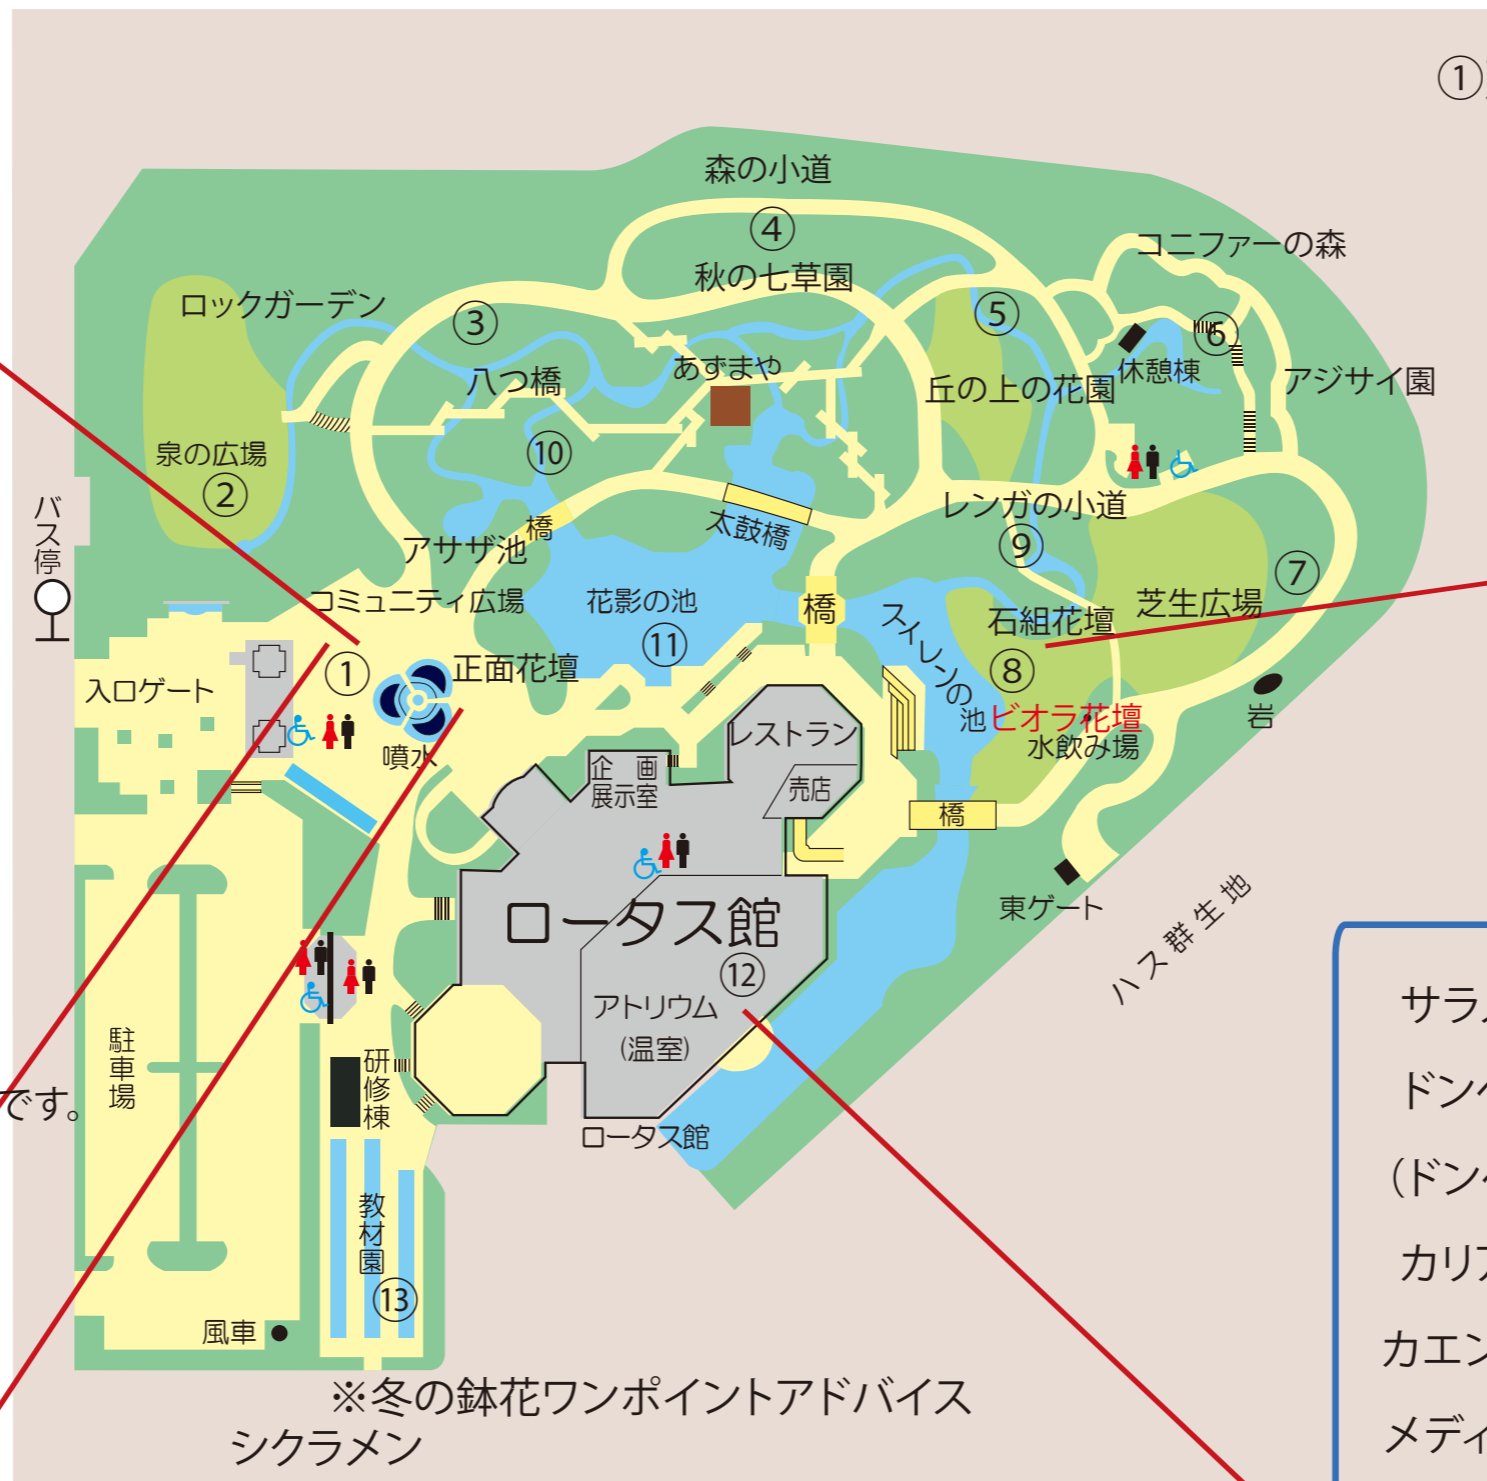 ①
森の小道
④
コニファーの森
秋の七草園
ロックガーデン
③
⑤
⑥
あずまや
休憩棟
八つ橋
丘の上の花園
アジサイ園
泉の広場
⑩
②
レンガの小道
バス停
橋
太鼓橋
⑨
アサザ池
⑦
コミュニティ広場
花影の池
橋
スイレンの池
石組花壇
芝生広場
⑪
①
正面花壇
⑧
入口ゲート
ビオラ花壇
岩
噴水
レストラン
水飲み場
企画
展示室
売店
橋
東ゲート
ハス群生地
ロータス館
⑫
アトリウム
(温室)
駐車場
研修棟
です。
ロータス館
教材園
⑬
風車
※冬の鉢花ワンポイントアドバイス
シクラメン
サラ
ドン
(ドン
カリ
カエン
メディ